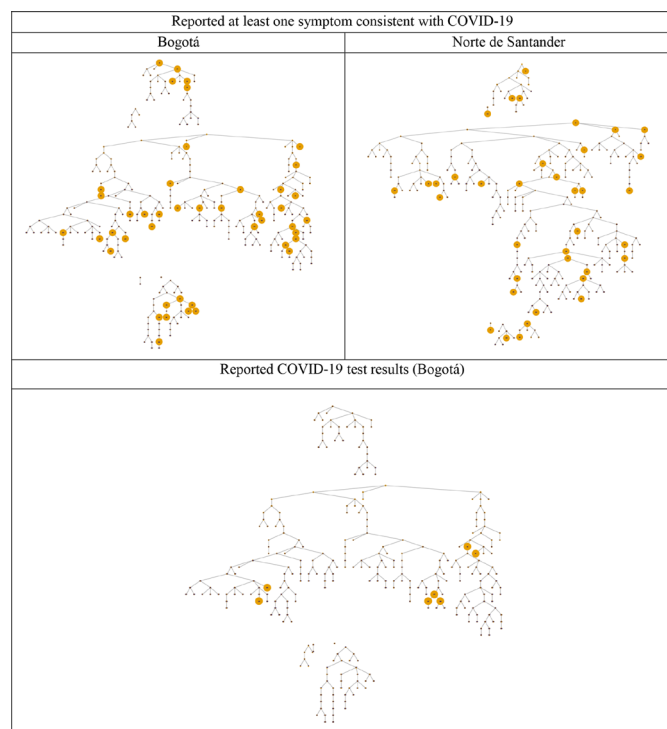 Reported at least one symptom consistent with COVID-19
Bogotá
Norte de Santander
Reported COVID-19 test results (Bogotá)